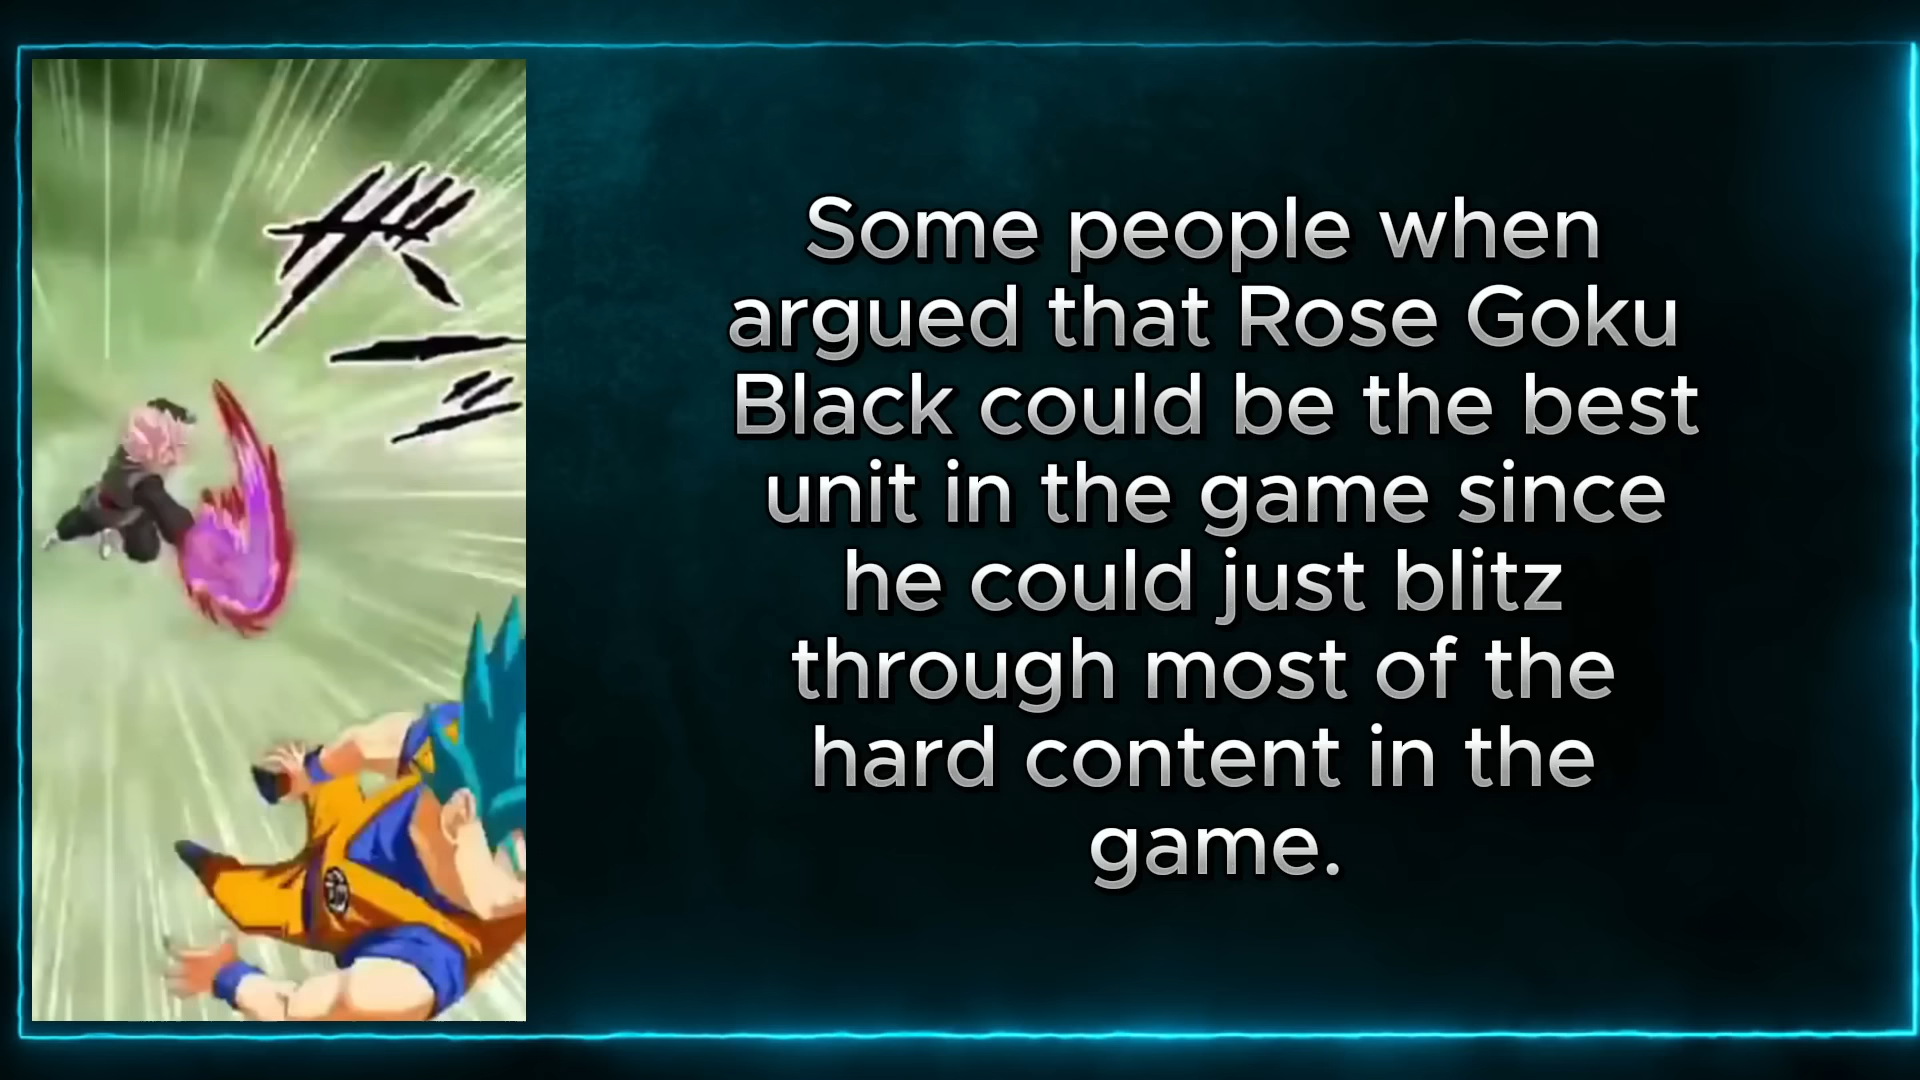 Some people when
argued that Rose Goku
Black could be the best
unit in the game since
he could just blitz
through most of the
hard content in the
game.